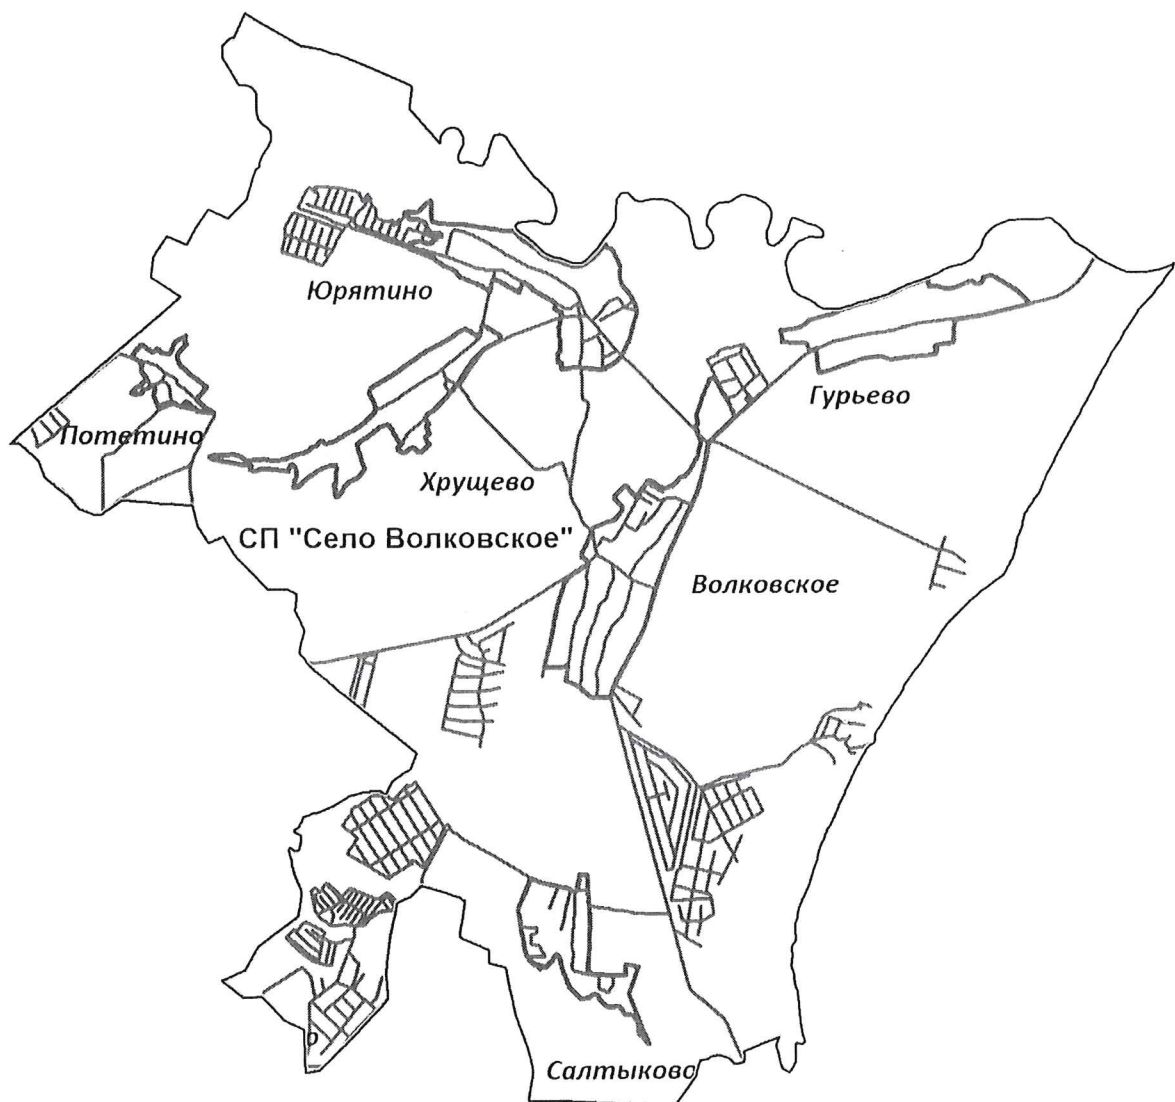 Юрятино
Гурьево
Потетино
Хрущево
СП "Село Волковское"
Волковское
Салтыково